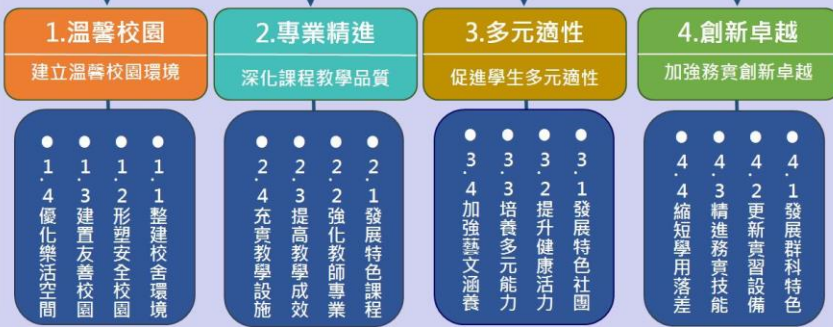 1.溫馨校園
建立溫馨校園環境
1.1整建校舍環境
1.2形塑安全校園
1.3建置友善校園
1.4優化樂活空間
2.專業精進
深化課程教學品質
2.1發展特色課程
2.2強化教師專業
2.3提高教學成效
2.4充實教學設施
3.多元適性
促進學生多元適性
3.1發展特色社團
3.2提升健康活力
3.3培養多元能力
3.4加強藝文涵養
4.創新卓越
加強務實創新卓越
4.1發展群科特色
4.2更新實習設備
4.3精進務實技能
4.4縮短學用落差